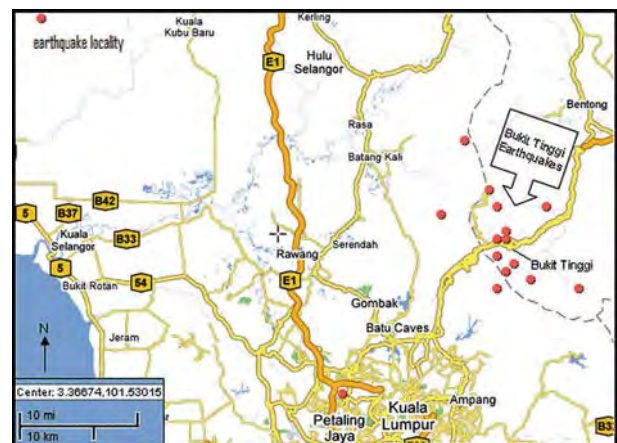 earthquake locality
Kuala
Kubu Baru
Kerling
E1
Hulu
Selangor
Bentong
Rasa
Batang Kali
Bukit Tinggi
Earthquakes
5
B37
B42
Kuala
Selangor
B33
Rawang
Serendah
5
54
E1
Bukit Tinggi
Bukit Rotan
Gombak
N
Jeram
Batu Caves
Center: 3.36674,101.53015
Ampang
10 mi
10 km
Petaling
Jaya
Kuala
Lumpur